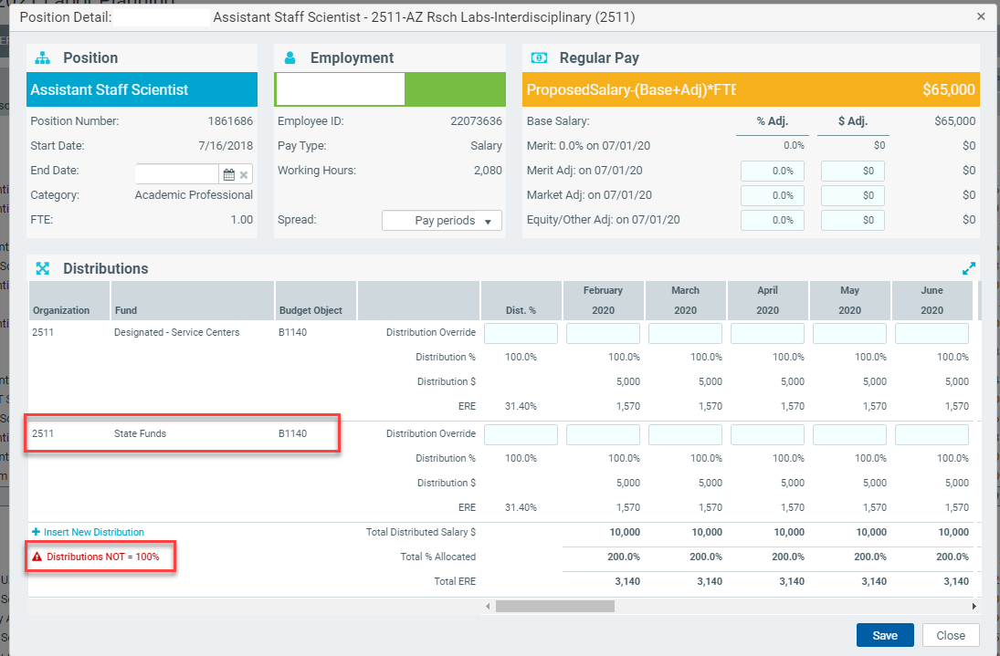 Position Detail: Assistant Staff Scientist - 2511-AZ Rsch Labs-Interdisciplinary (2511) ×
Position
Assistant Staff Scientist
Position Number: 1861686
Start Date: 7/16/2018
End Date:
Category: Academic Professional
FTE: 1.00
Employment
Employee ID: 22073636
Pay Type: Salary
Working Hours: 2,080
Spread: Pay periods
Regular Pay
ProposedSalary-(Base+Adj)*FTE $65,000
Base Salary: % Adj. $ Adj. $65,000
Merit: 0.0% on 07/01/20 0.0% $0 $0
Merit Adj: on 07/01/20 0.0% $0 $0
Market Adj: on 07/01/20 0.0% $0 $0
Equity/Other Adj: on 07/01/20 0.0% $0 $0
Distributions
February March April May June
Organization Fund Budget Object Dist. % 2020 2020 2020 2020 2020
2511 Designated - Service Centers B1140 Distribution Override
Distribution % 100.0% 100.0% 100.0% 100.0% 100.0% 100.0%
Distribution $ 5,000 5,000 5,000 5,000 5,000
ERE 31.40% 1,570 1,570 1,570 1,570 1,570
2511 State Funds B1140 Distribution Override
Distribution % 100.0% 100.0% 100.0% 100.0% 100.0% 100.0%
Distribution $ 5,000 5,000 5,000 5,000 5,000
ERE 31.40% 1,570 1,570 1,570 1,570 1,570
Insert New Distribution Total Distributed Salary $ 10,000 10,000 10,000 10,000 10,000
Distributions NOT = 100% Total % Allocated 200.0% 200.0% 200.0% 200.0% 200.0%
Total ERE 3,140 3,140 3,140 3,140 3,140
Save Close